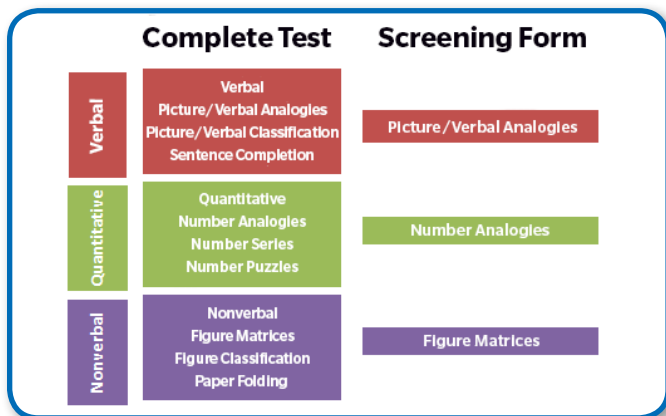 Complete Test
Screening Form
Verbal
Verbal
Picture/Verbal Analogies
Picture/Verbal Classification
Sentence Completion
Picture/Verbal Analogies
Quantitative
Quantitative
Number Analogies
Number Series
Number Puzzles
Number Analogies
Nonverbal
Nonverbal
Figure Matrices
Figure Classification
Paper Folding
Figure Matrices